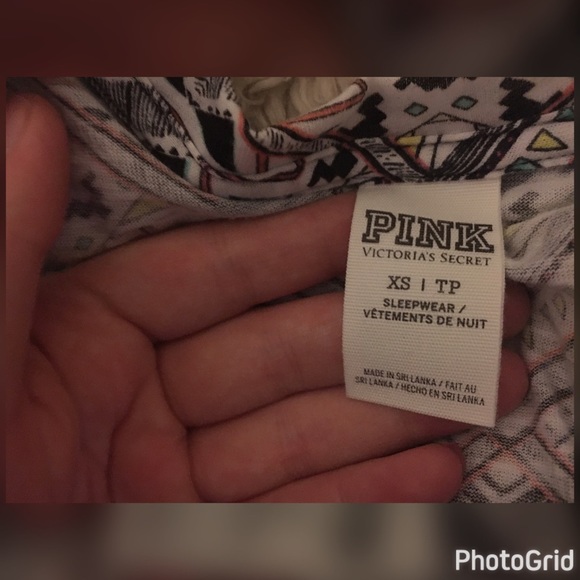 PINK
VICTORIA'S SECRET
XS | TP
SLEEPWEAR /
VÊTEMENTS DE NUIT
MADE IN SRI LANKA / FAIT AU
SRI LANKA / HECHO EN SRI LANKA
PhotoGrid